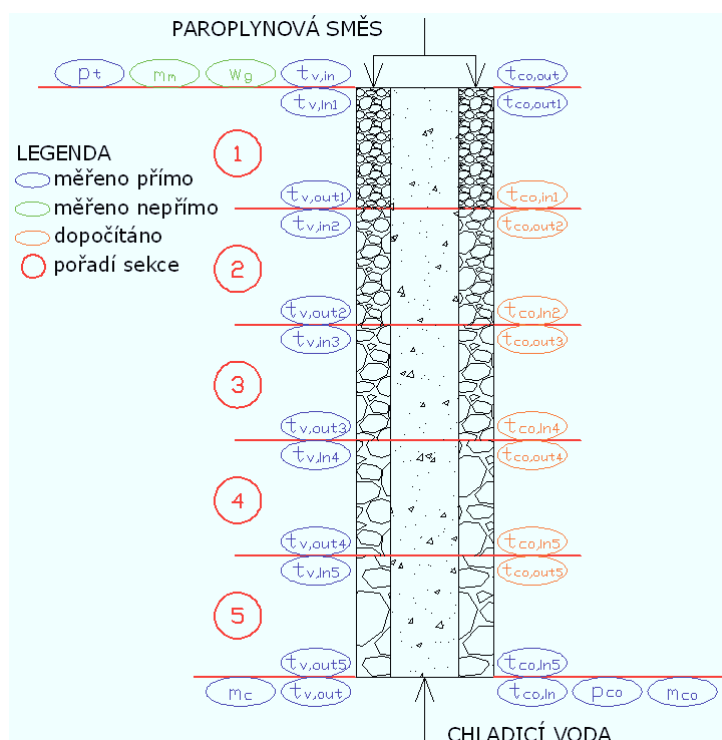 PAROPLYNOVÁ SMĚS
pt mm wg tv,in tco,out
tv,in1 tco,out1
1
LEGENDA
měřeno přímo
měřeno nepřímo
dopočítáno
pořadí sekce
tv,out1 tco,in1
tv,in2 tco,out2
2
tv,out2 tco,in2
tv,in3 tco,out3
3
tv,out3 tco,in4
tv,in4 tco,out4
4
tv,out4 tco,in5
tv,in5 tco,out5
5
tv,out5 tco,in5
mc tv,out tco,in pco mco
CHLADICÍ VODA